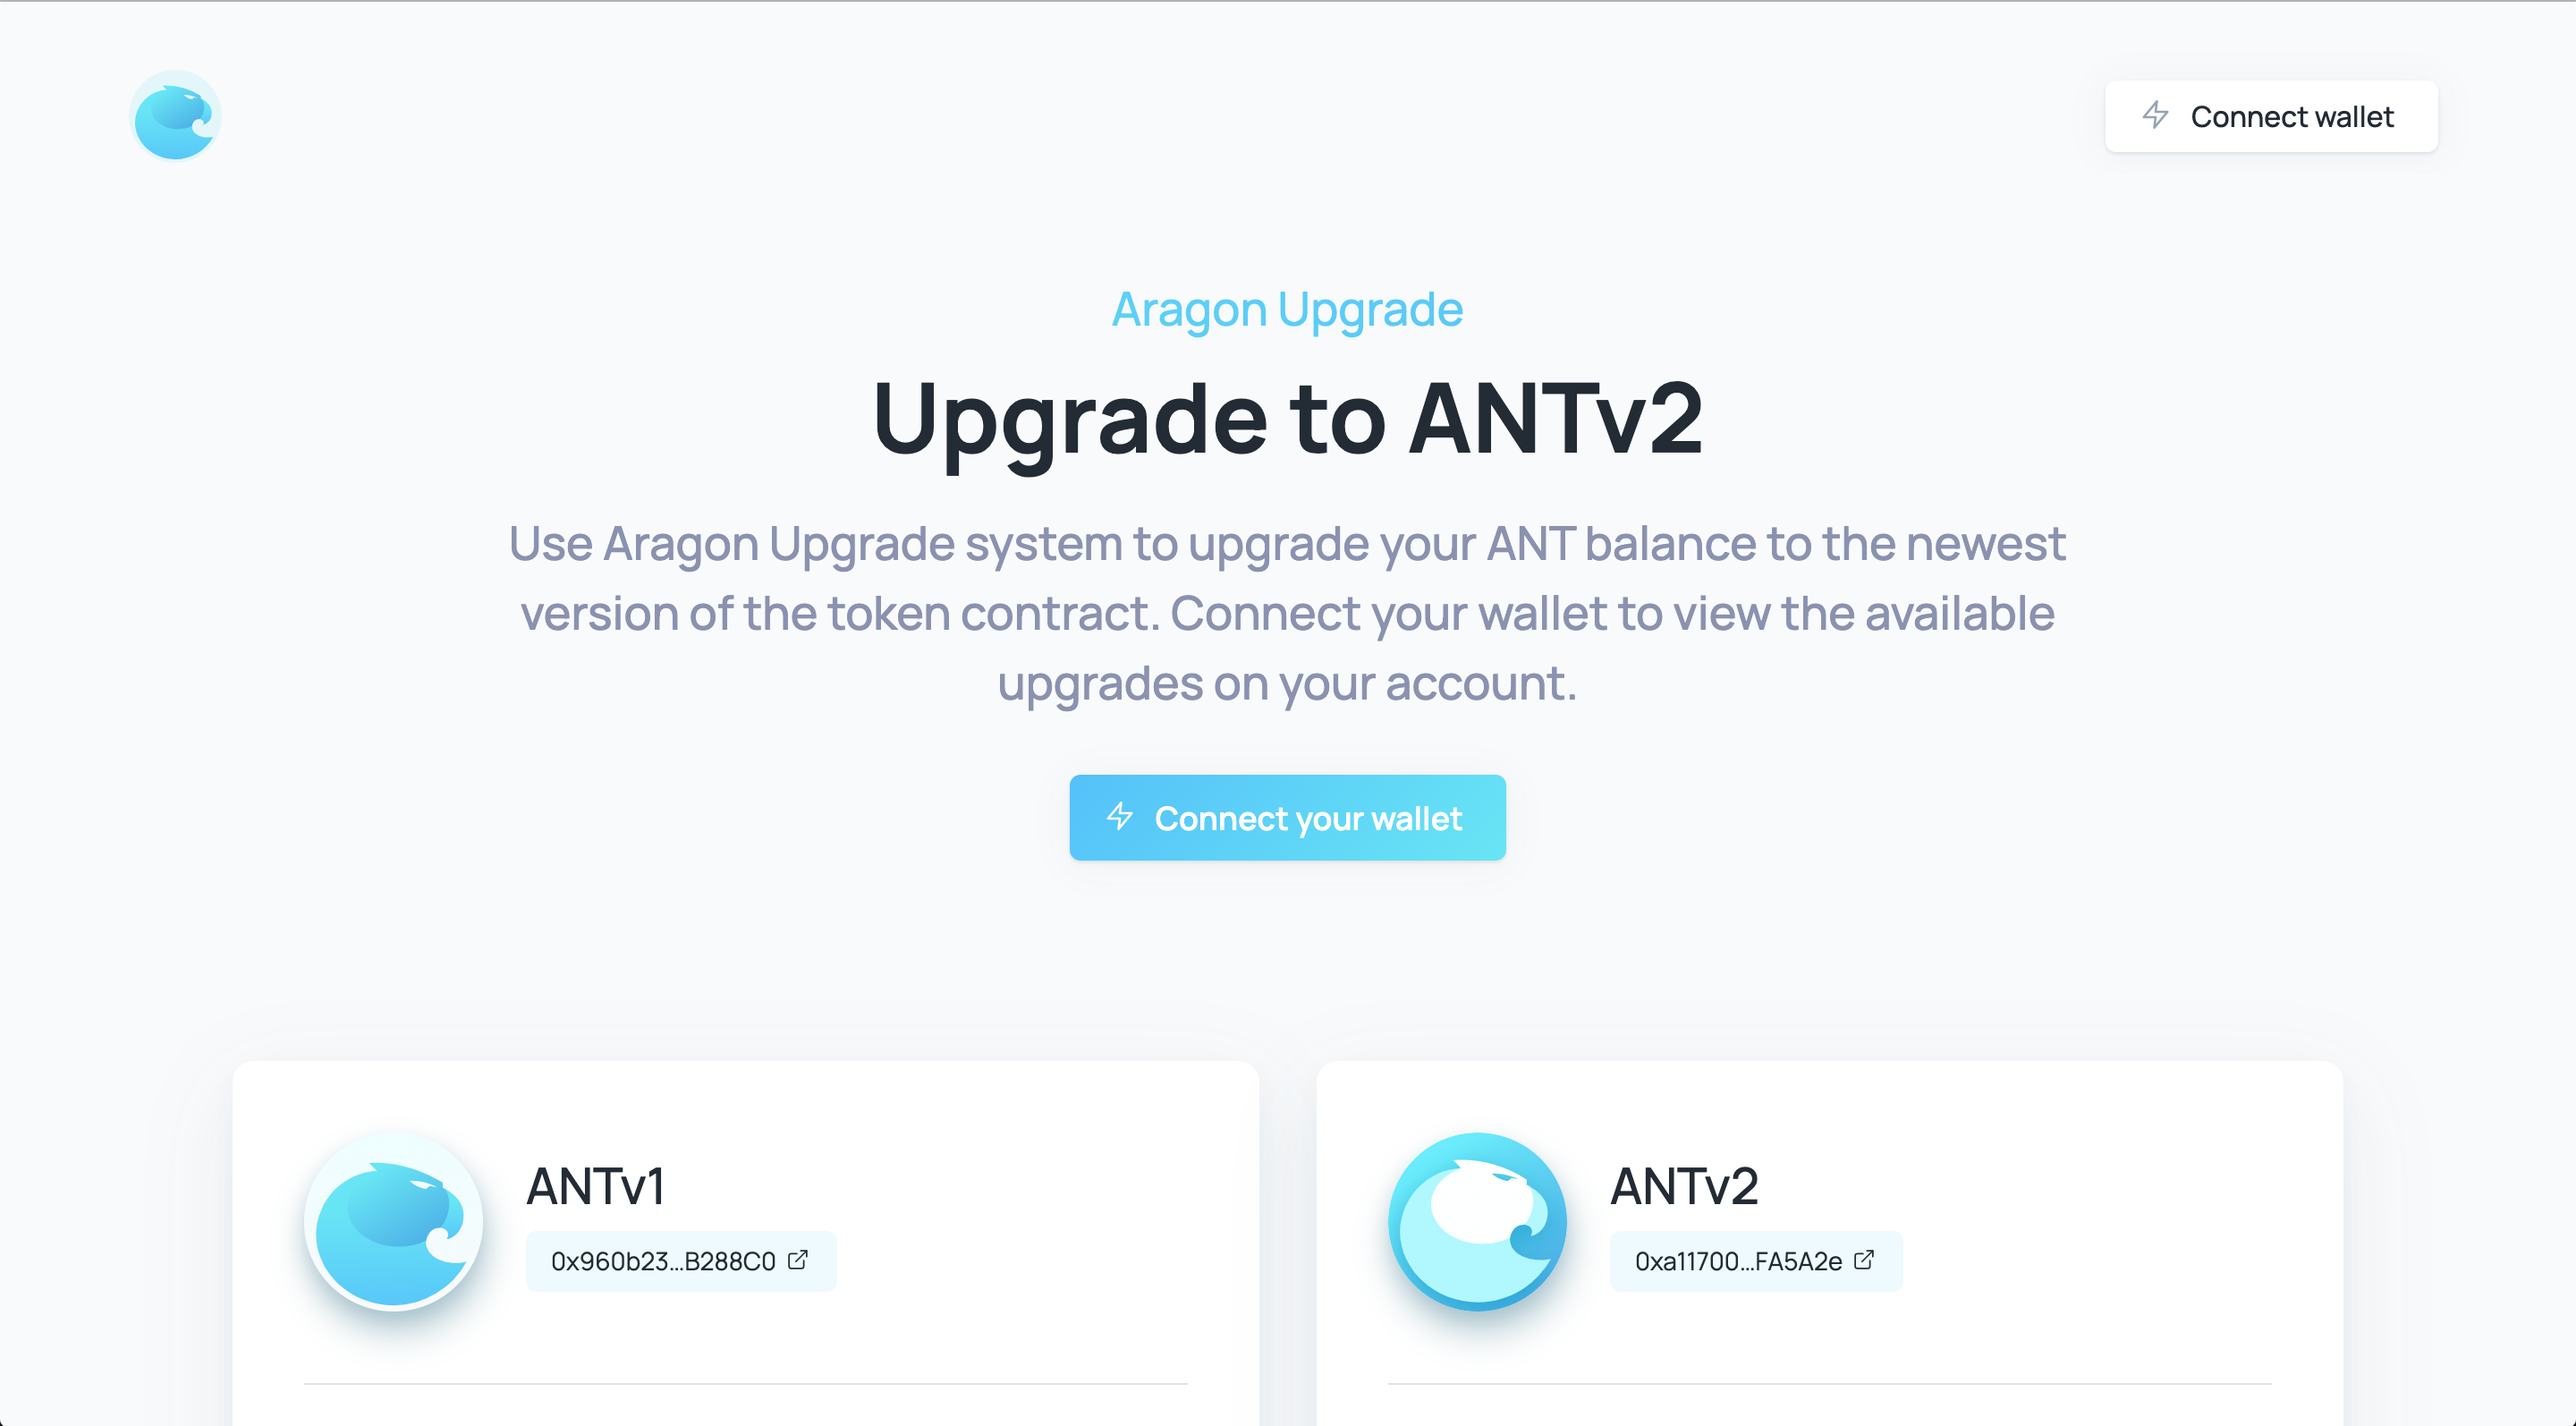 Connect wallet
Aragon Upgrade
Upgrade to ANTv2
Use Aragon Upgrade system to upgrade your ANT balance to the newest
version of the token contract. Connect your wallet to view the available
upgrades on your account.
Connect your wallet
ANTv1
0x960b23…B288C0
ANTv2
0xa11700…FA5A2e